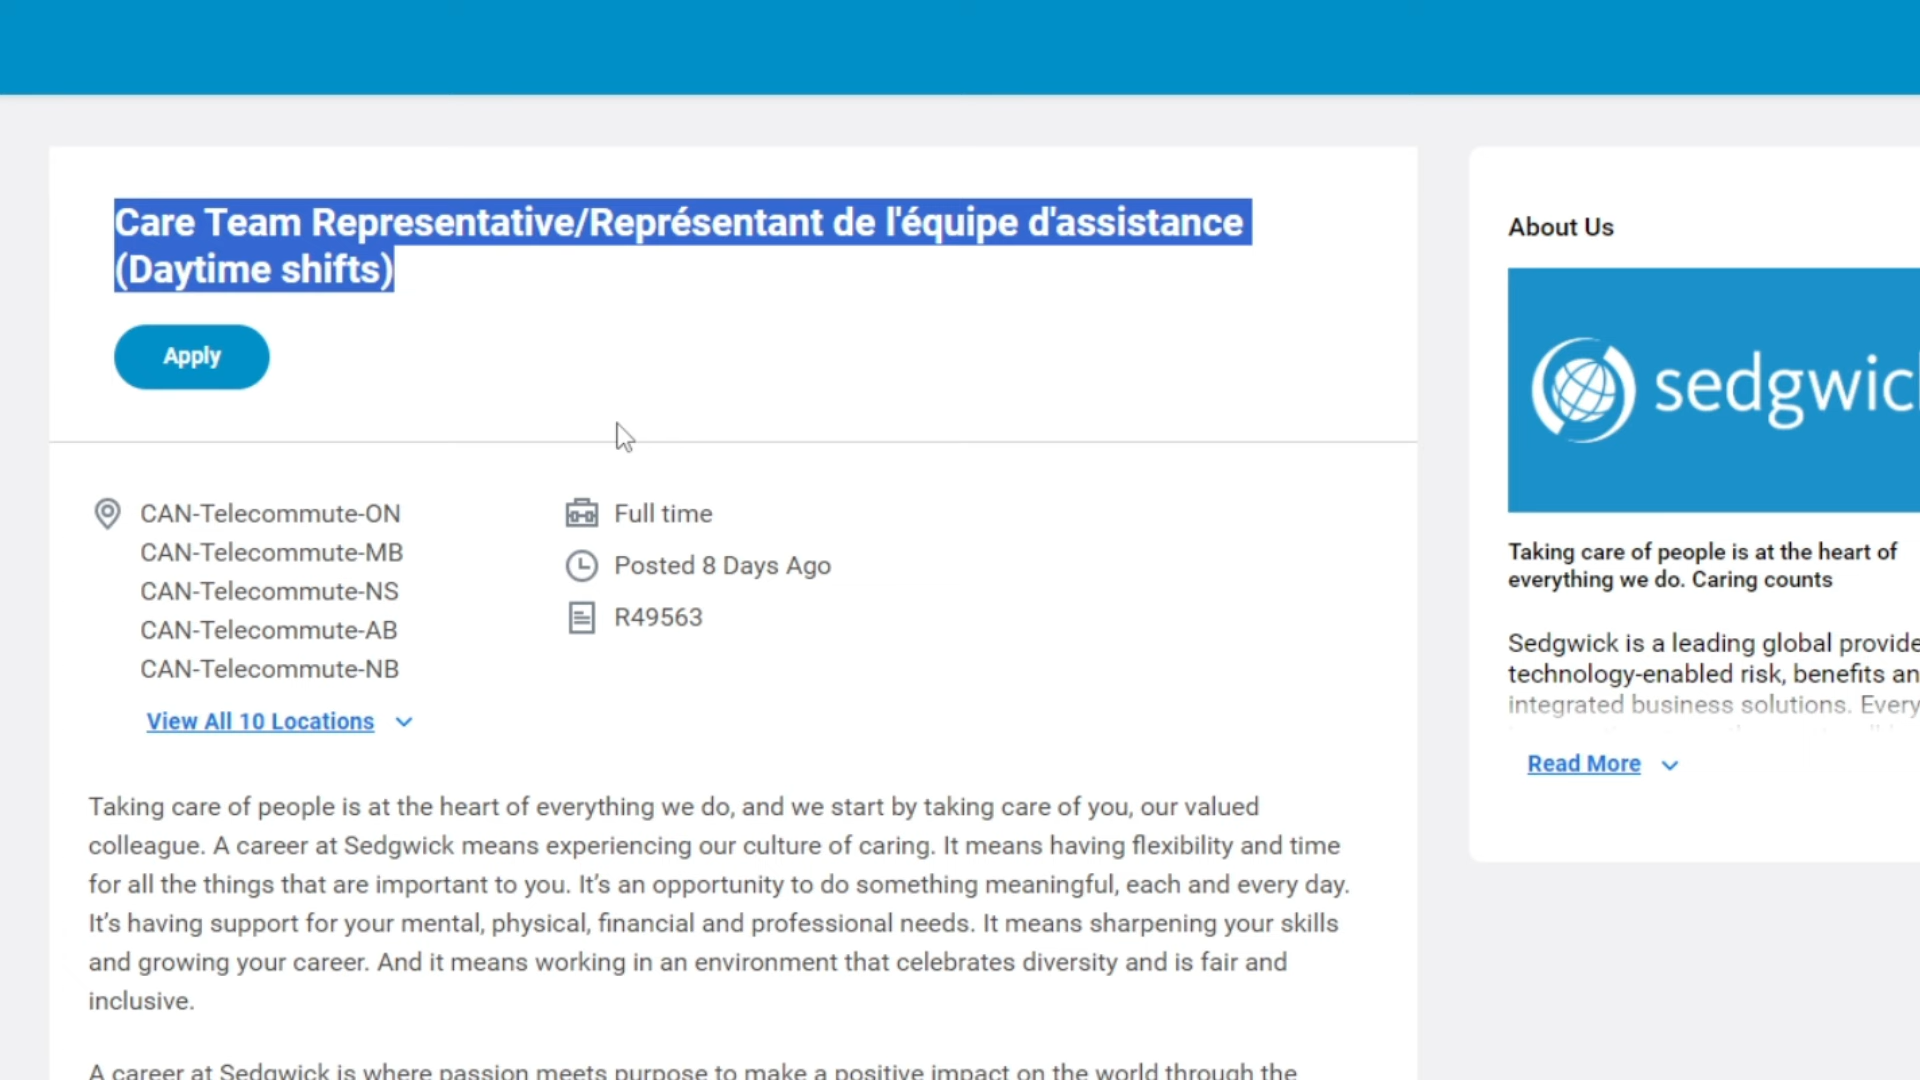 Care Team Representative/Représentant de l'équipe d'assistance
(Daytime shifts)
Apply
CAN-Telecommute-ON
CAN-Telecommute-MB
CAN-Telecommute-NS
CAN-Telecommute-AB
CAN-Telecommute-NB
View All 10 Locations
Full time
Posted 8 Days Ago
R49563
Taking care of people is at the heart of everything we do, and we start by taking care of you, our valued
colleague. A career at Sedgwick means experiencing our culture of caring. It means having flexibility and time
for all the things that are important to you. It’s an opportunity to do something meaningful, each and every day.
It’s having support for your mental, physical, financial and professional needs. It means sharpening your skills
and growing your career. And it means working in an environment that celebrates diversity and is fair and
inclusive.
A career at Sedgwick is where passion meets purpose to make a positive impact on the world through the
About Us
sedgwic
Taking care of people is at the heart of
everything we do. Caring counts
Sedgwick is a leading global provide
technology-enabled risk, benefits an
integrated business solutions. Every
Read More